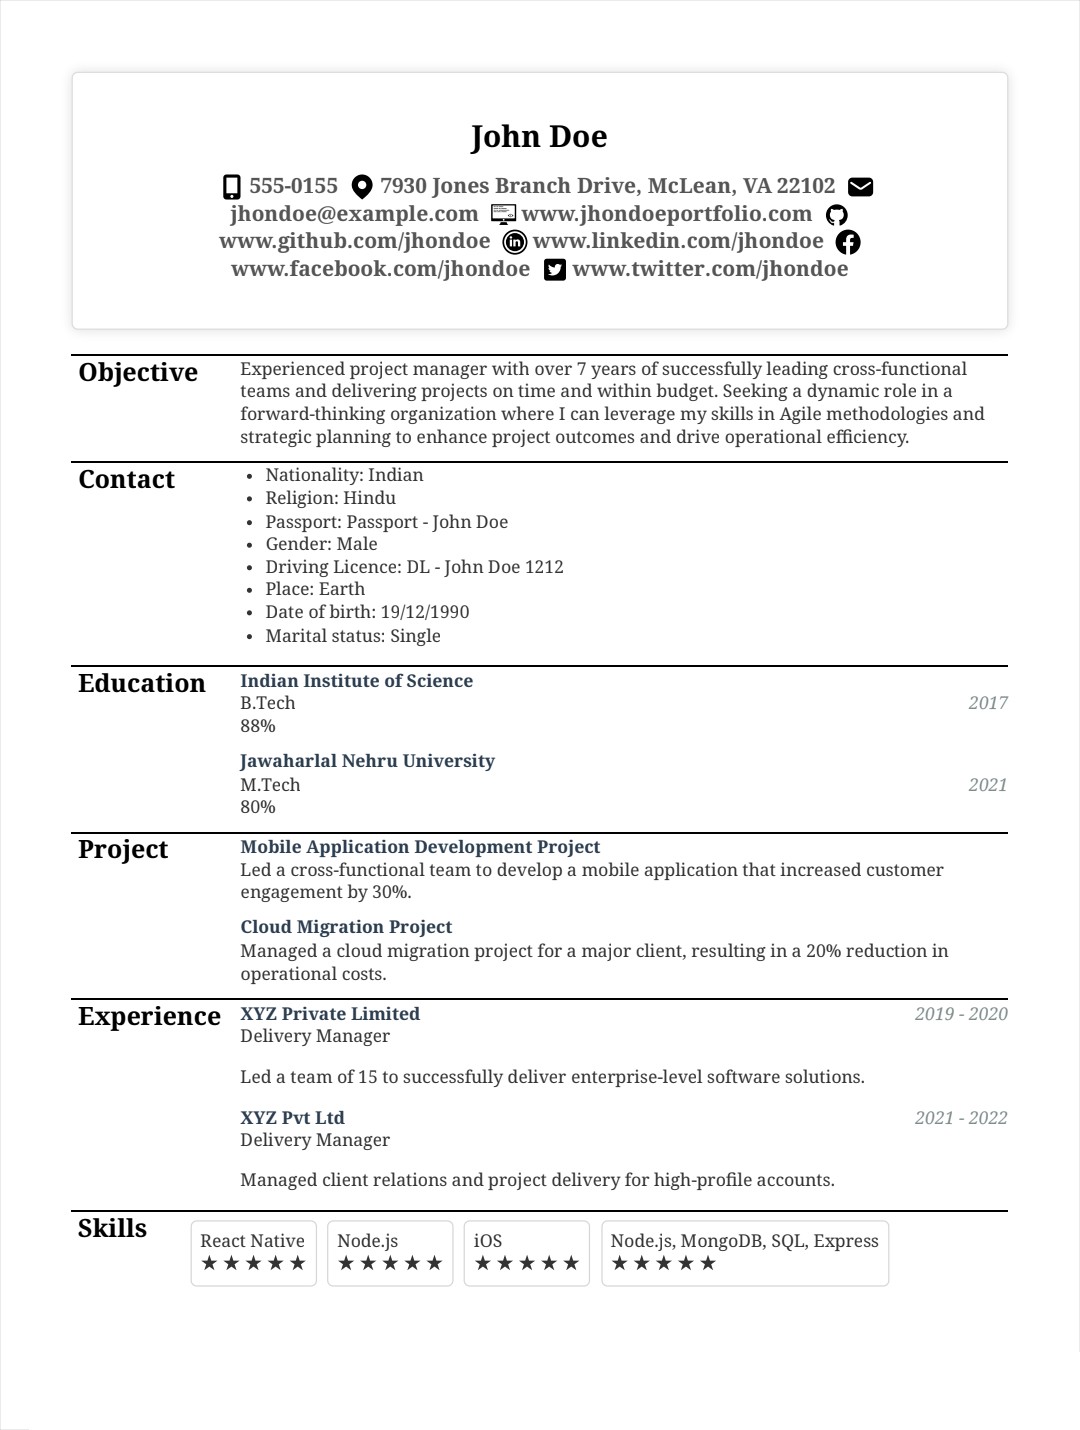 John Doe
555-0155 7930 Jones Branch Drive, McLean, VA 22102
jhondoe@example.com www.jhondoeportfolio.com
www.github.com/jhondoe www.linkedin.com/jhondoe
www.facebook.com/jhondoe www.twitter.com/jhondoe
Objective
Experienced project manager with over 7 years of successfully leading cross-functional
teams and delivering projects on time and within budget. Seeking a dynamic role in a
forward-thinking organization where I can leverage my skills in Agile methodologies and
strategic planning to enhance project outcomes and drive operational efficiency.
Contact
• Nationality: Indian
• Religion: Hindu
• Passport: Passport - John Doe
• Gender: Male
• Driving Licence: DL - John Doe 1212
• Place: Earth
• Date of birth: 19/12/1990
• Marital status: Single
Education
Indian Institute of Science
B.Tech 2017
88%
Jawaharlal Nehru University
M.Tech 2021
80%
Project
Mobile Application Development Project
Led a cross-functional team to develop a mobile application that increased customer
engagement by 30%.
Cloud Migration Project
Managed a cloud migration project for a major client, resulting in a 20% reduction in
operational costs.
Experience
XYZ Private Limited 2019 - 2020
Delivery Manager
Led a team of 15 to successfully deliver enterprise-level software solutions.
XYZ Pvt Ltd 2021 - 2022
Delivery Manager
Managed client relations and project delivery for high-profile accounts.
Skills
React Native
★★★★★
Node.js
★★★★★
iOS
★★★★★
Node.js, MongoDB, SQL, Express
★★★★★